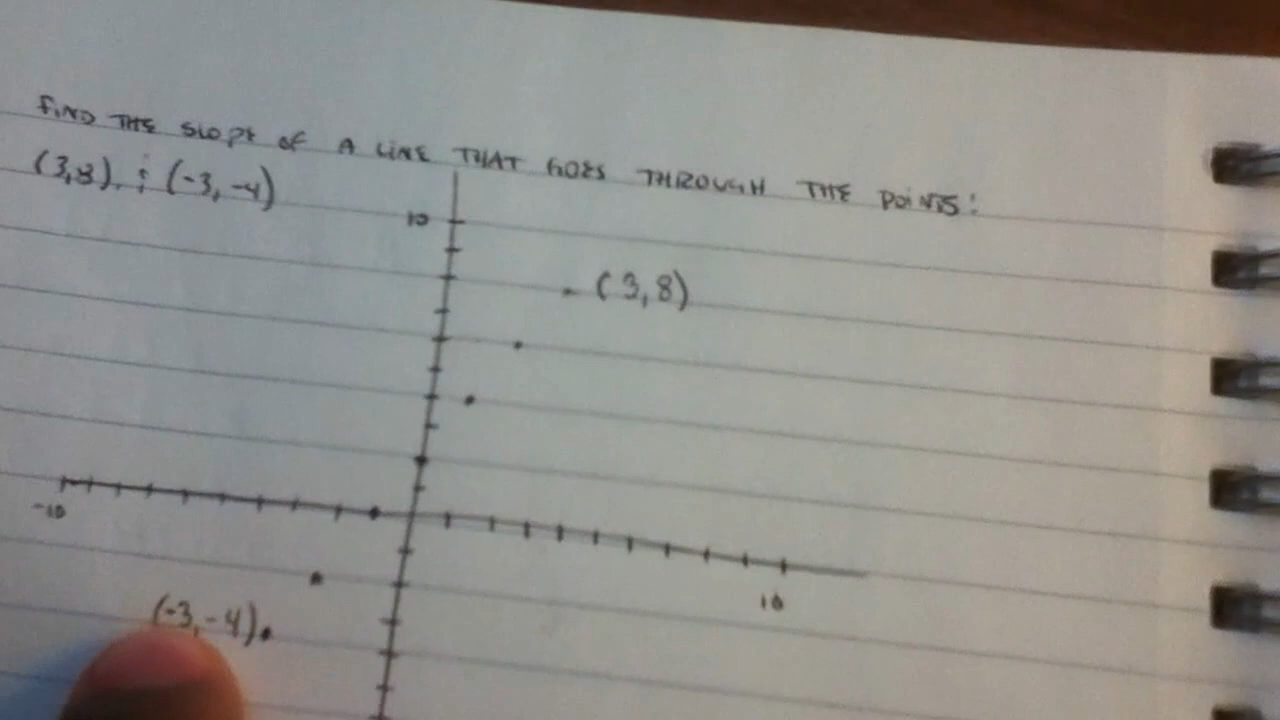 FIND THE SLOPE OF A LINE THAT GOES THROUGH THE POINTS:
(3,8) ; (-3, -4)
10
(3,8)
-10
10
(-3,-4)